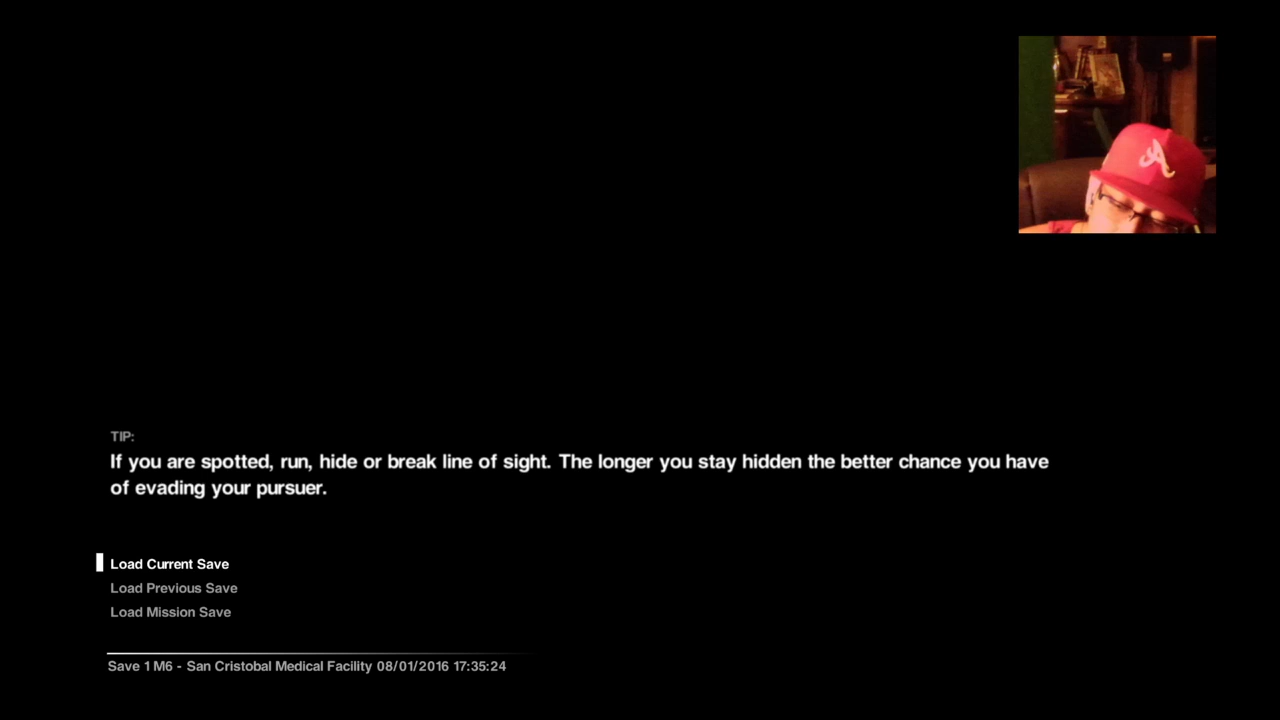 A
TIP:
If you are spotted, run, hide or break line of sight. The longer you stay hidden the better chance you have
of evading your pursuer.
Load Current Save
Load Previous Save
Load Mission Save
Save 1 M6 - San Cristobal Medical Facility 08/01/2016 17:35:24